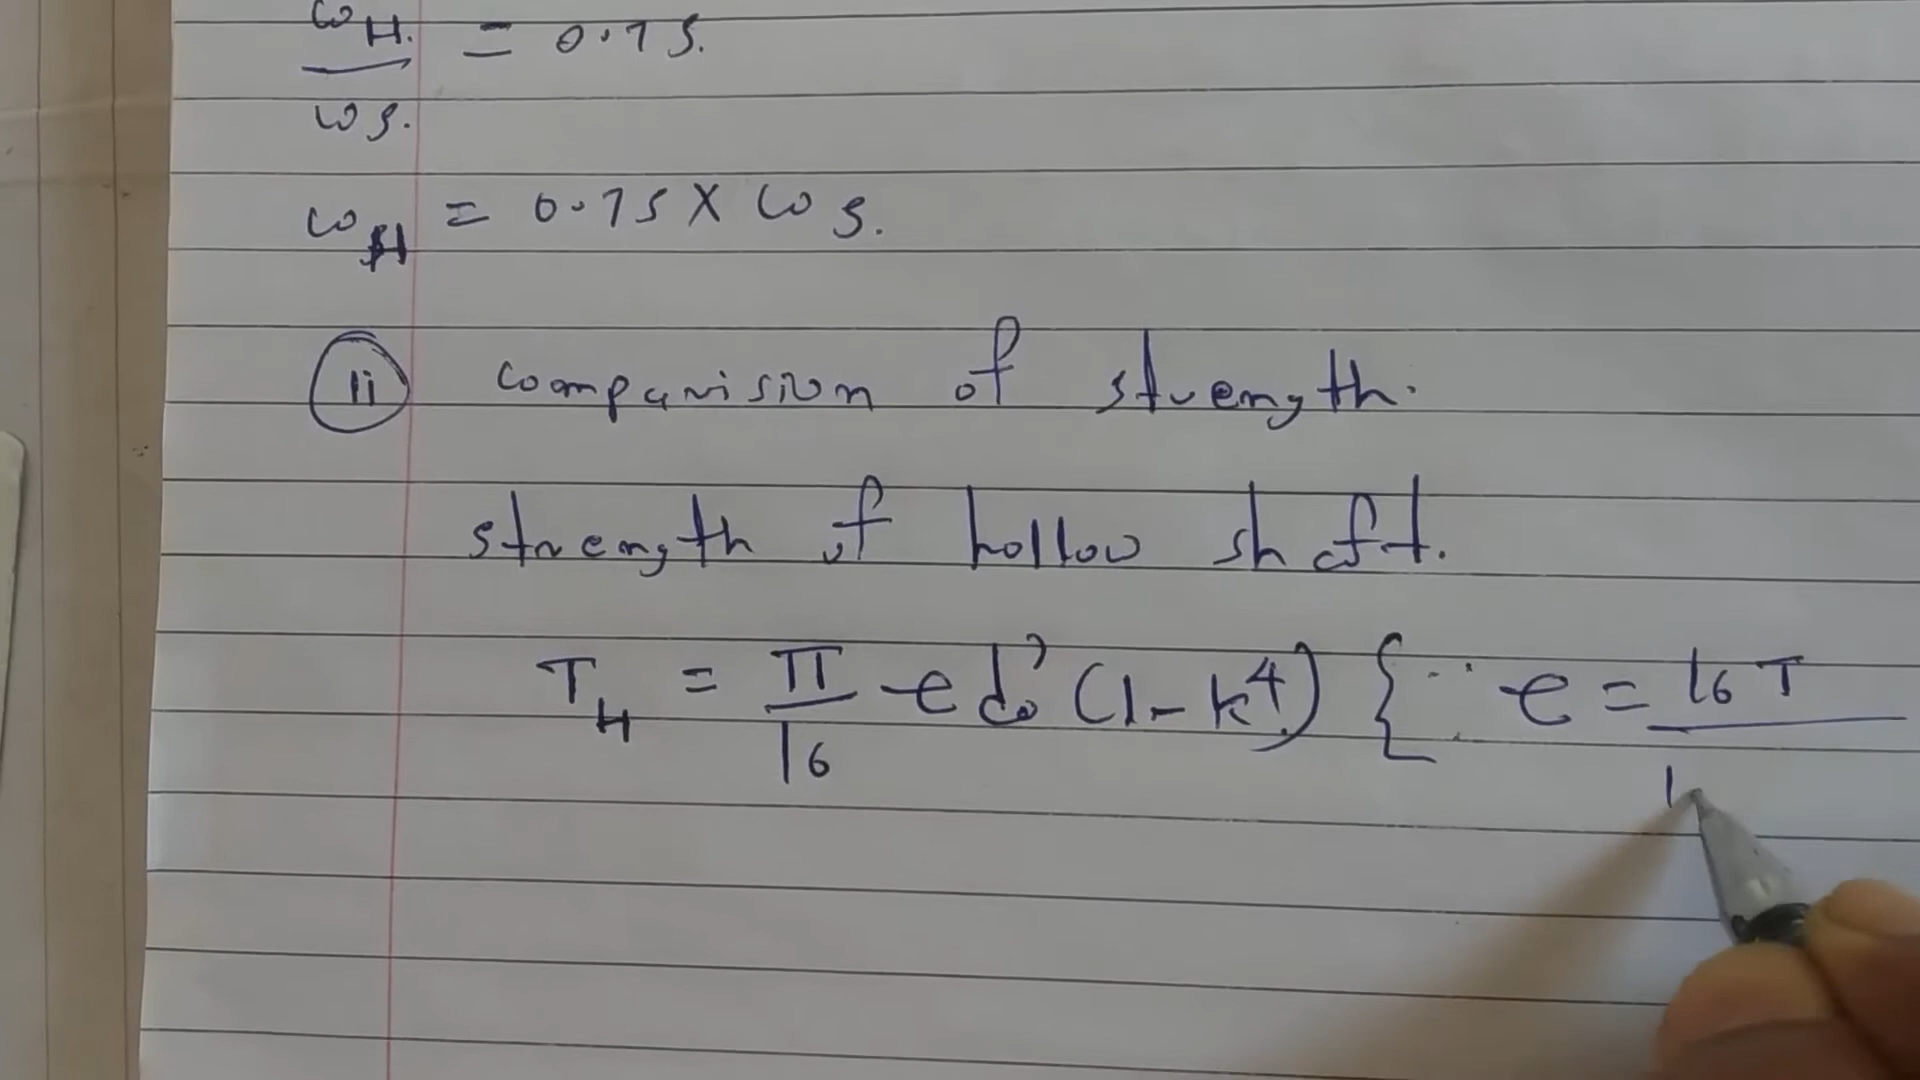 ωH. / ωs. = 0.75.
ωH = 0.75 X ωs.
(ii) comparision of strength.
strength of hollow shaft.
TH = π/16 τ do³ (1-k⁴) { ∵ τ = 16 T